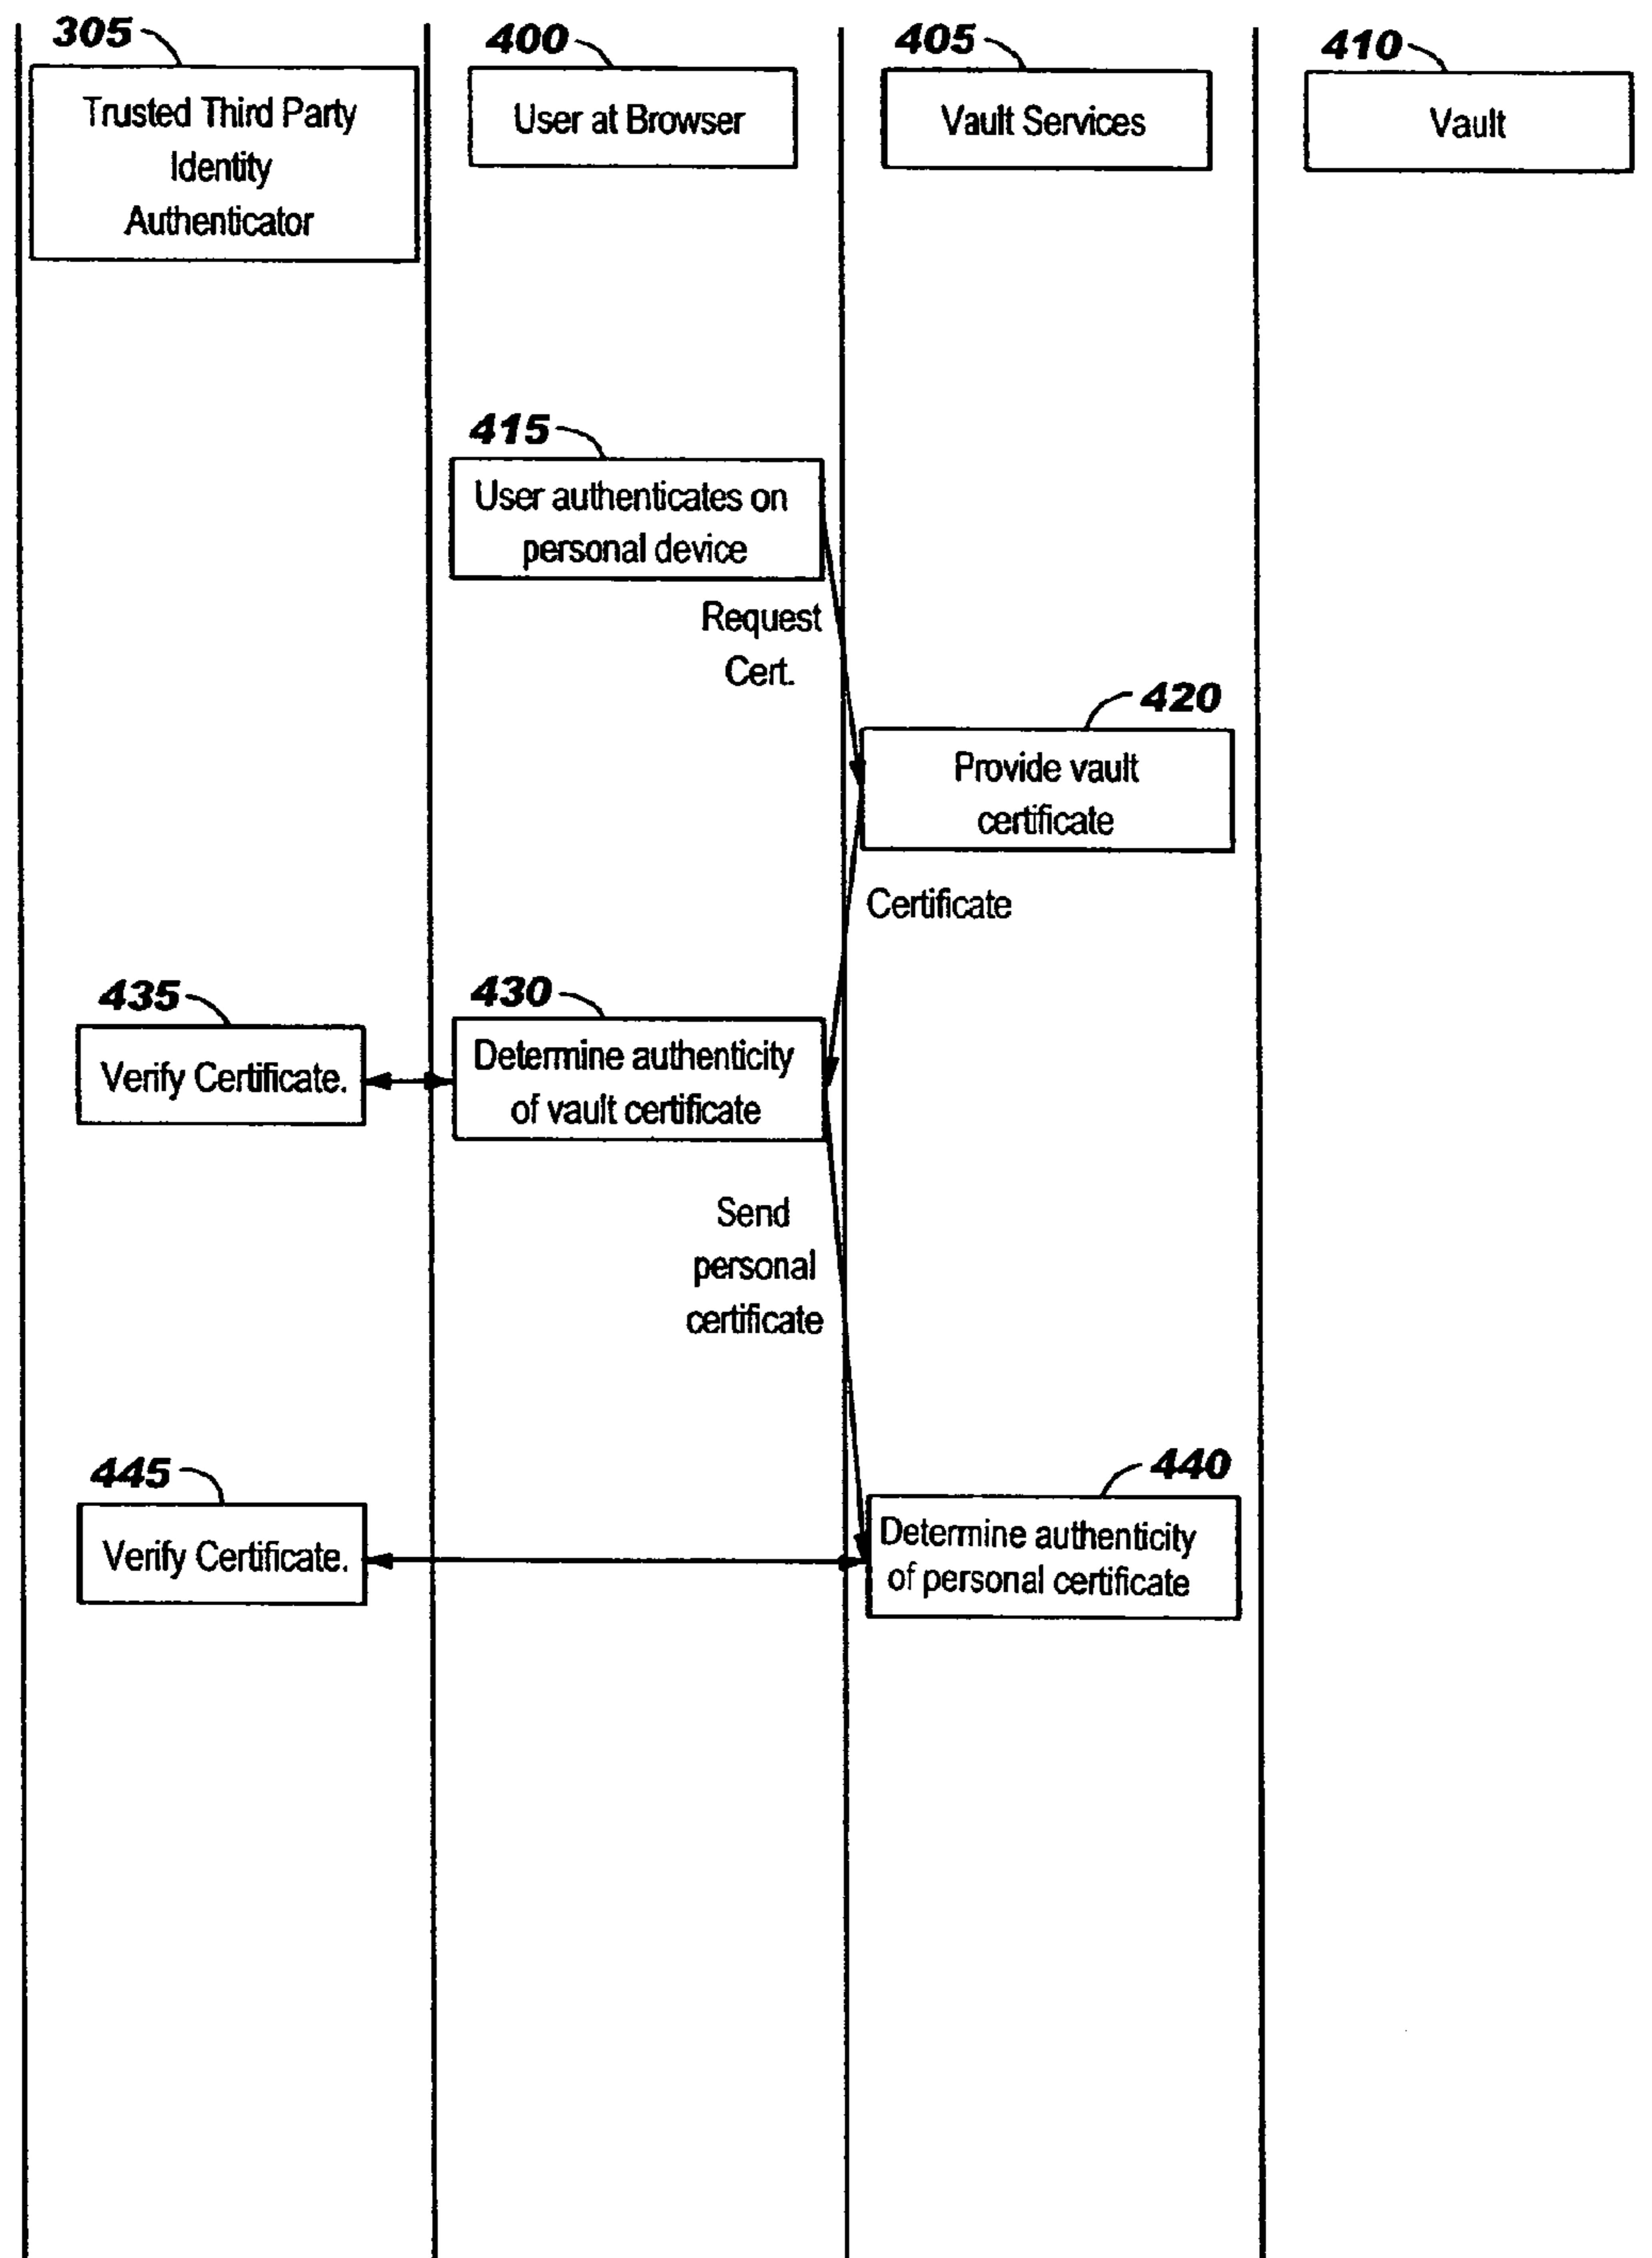 305
400
405
410
Trusted Third Party
Identity
Authenticator
User at Browser
Vault Services
Vault
415
User authenticates on
personal device
Request
Cert.
420
Provide vault
certificate
Certificate
435
430
Verify Certificate.
Determine authenticity
of vault certificate
Send
personal
certificate
445
440
Verify Certificate.
Determine authenticity
of personal certificate